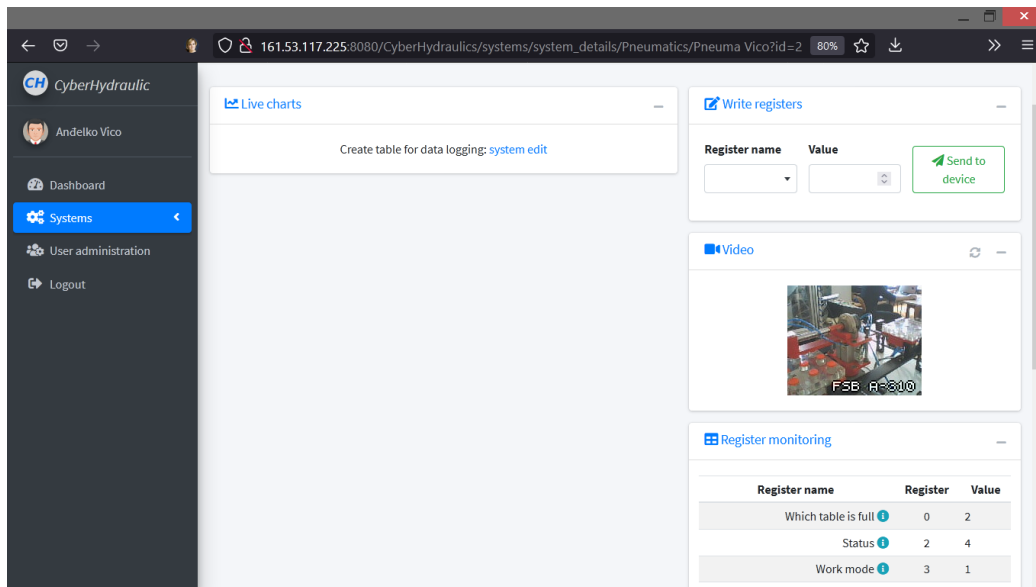 161.53.117.225:8080/CyberHydraulics/systems/system_details/Pneumatics/Pneuma Vico?id=2
80%
CH CyberHydraulic
Anđelko Vico
Dashboard
Systems
User administration
Logout
Live charts
Create table for data logging: system edit
Write registers
Register name Value
Send to
device
Video
FSB A-310
Register monitoring
Register name Register Value
Which table is full 0 2
Status 2 4
Work mode 3 1